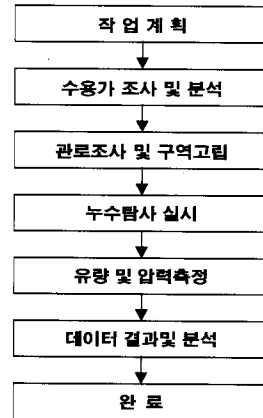 작 업 계 획
수용가 조사 및 분석
관로조사 및 구역고립
누수탐사 실시
유량 및 압력측정
데이터 결과및 분석
완 료